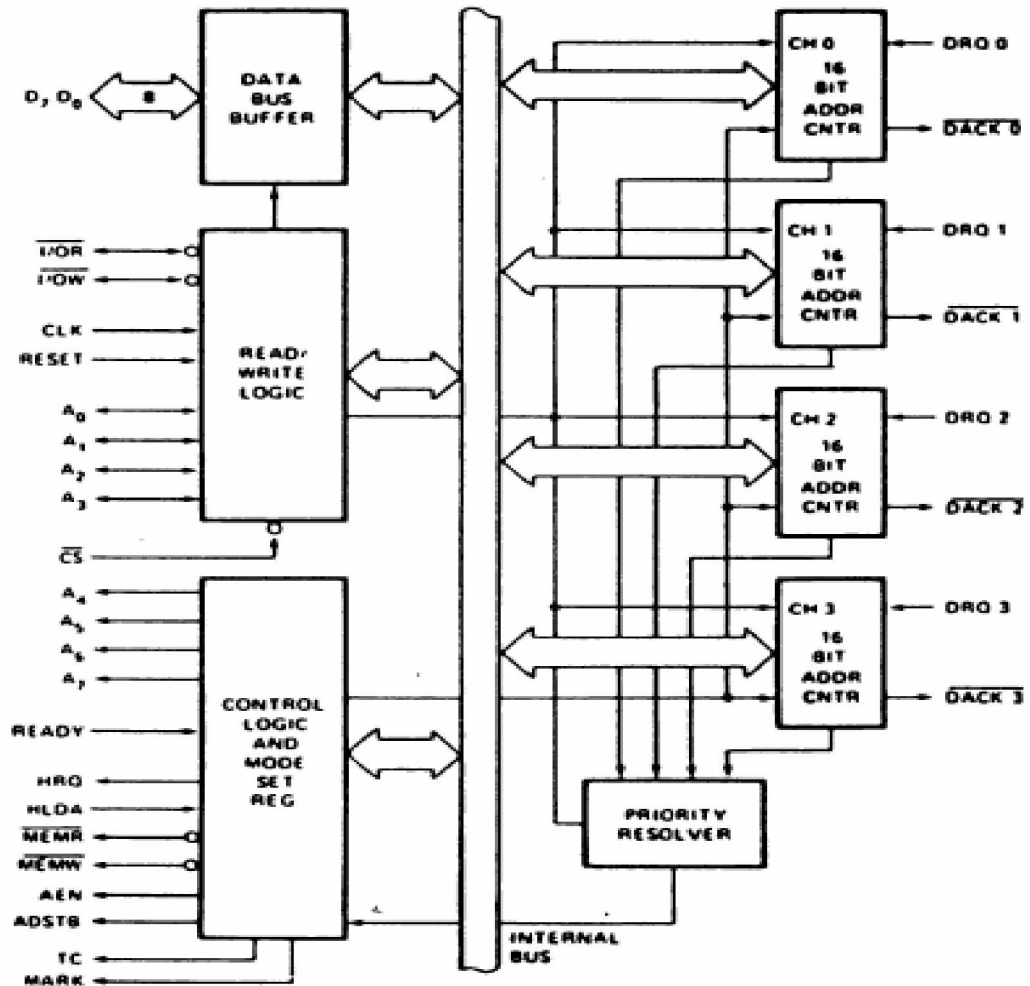 D, D0
8
DATA
BUS
BUFFER
I/OR
I/OW
CLK
RESET
A0
A1
A2
A3
CS
READ/
WRITE
LOGIC
A4
A5
A6
A7
READY
HRQ
HLDA
MEMR
MEMW
AEN
ADSTB
TC
MARK
CONTROL
LOGIC
AND
MODE
SET
REG
INTERNAL
BUS
CH 0
16
BIT
ADDR
CNTR
DRQ 0
DACK 0
CH 1
16
BIT
ADDR
CNTR
DRQ 1
DACK 1
CH 2
16
BIT
ADDR
CNTR
DRQ 2
DACK 2
CH 3
16
BIT
ADDR
CNTR
DRQ 3
DACK 3
PRIORITY
RESOLVER